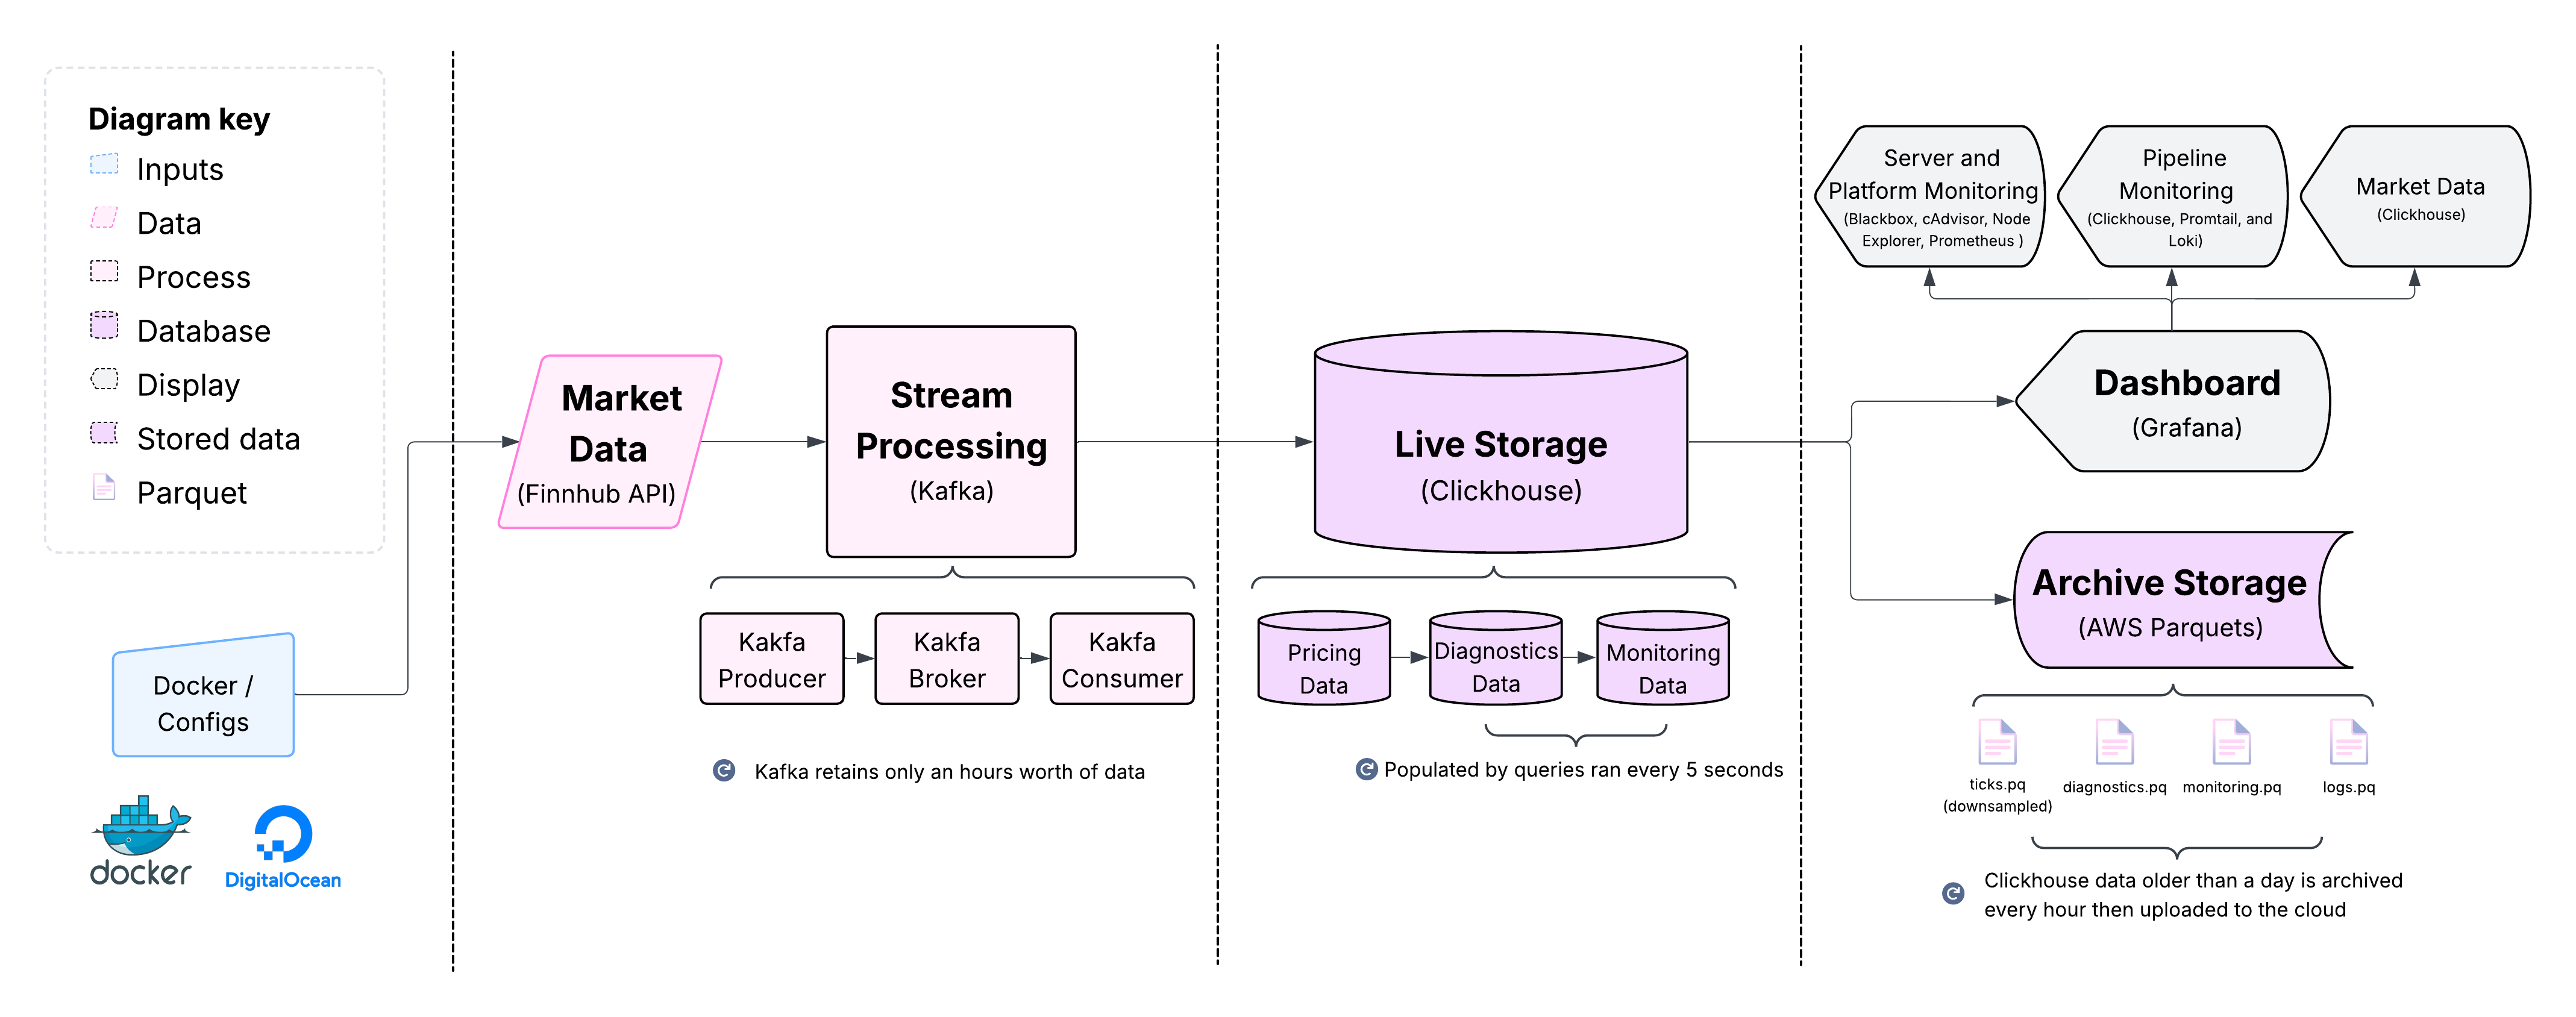 Diagram key
Inputs
Data
Process
Database
Display
Stored data
Parquet
Docker /
Configs
docker
DigitalOcean
Market
Data
(Finnhub API)
Stream
Processing
(Kafka)
Kakfa
Producer
Kakfa
Broker
Kakfa
Consumer
Kafka retains only an hours worth of data
Live Storage
(Clickhouse)
Pricing
Data
Diagnostics
Data
Monitoring
Data
Populated by queries ran every 5 seconds
Server and
Platform Monitoring
(Blackbox, cAdvisor, Node
Explorer, Prometheus )
Pipeline
Monitoring
(Clickhouse, Promtail, and
Loki)
Market Data
(Clickhouse)
Dashboard
(Grafana)
Archive Storage
(AWS Parquets)
ticks.pq
(downsampled)
diagnostics.pq
monitoring.pq
logs.pq
Clickhouse data older than a day is archived
every hour then uploaded to the cloud